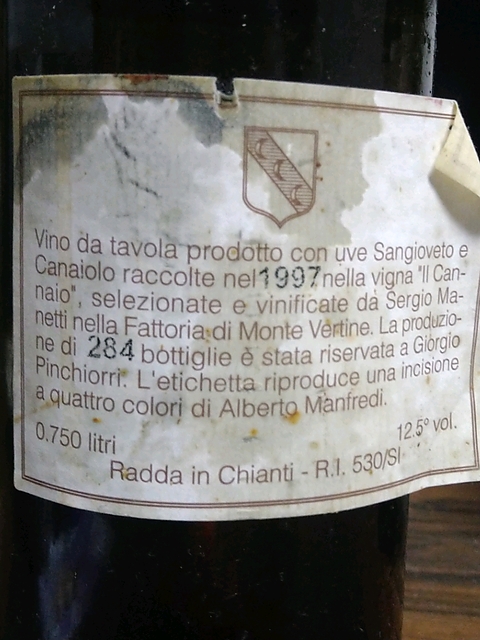 Vino da tavola prodotto con uve Sangioveto e
Canaiolo raccolte nel 1997 nella vigna "Il Can-
naio", selezionate e vinificate da Sergio Ma-
netti nella Fattoria di Monte Vertine. La produzio-
ne di 284 bottiglie è stata riservata a Giorgio
Pinchiorri. L'etichetta riproduce una incisione
a quattro colori di Alberto Manfredi.
0.750 litri 12.5° vol.
Radda in Chianti - R.I. 530/SI